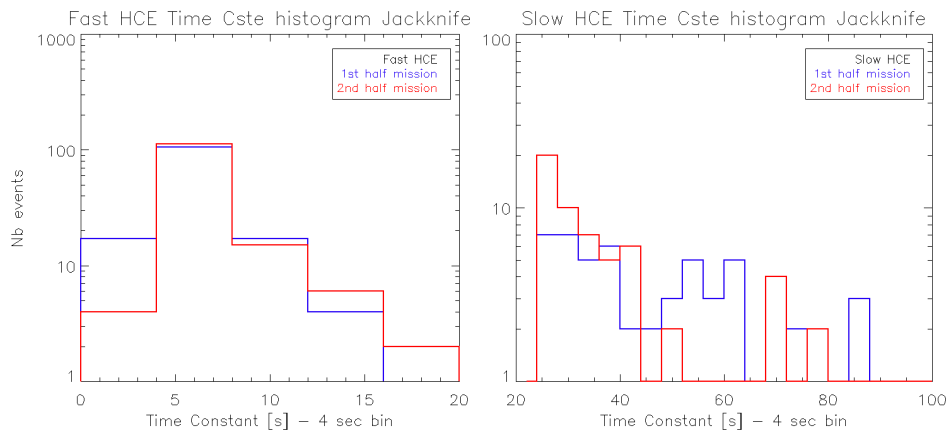 Fast HCE Time Cste histogram Jackknife
Nb events
1000
100
10
1
Fast HCE
1st half mission
2nd half mission
0 5 10 15 20
Time Constant [s] – 4 sec bin
Slow HCE Time Cste histogram Jackknife
100
10
1
Slow HCE
1st half mission
2nd half mission
20 40 60 80 100
Time Constant [s] – 4 sec bin